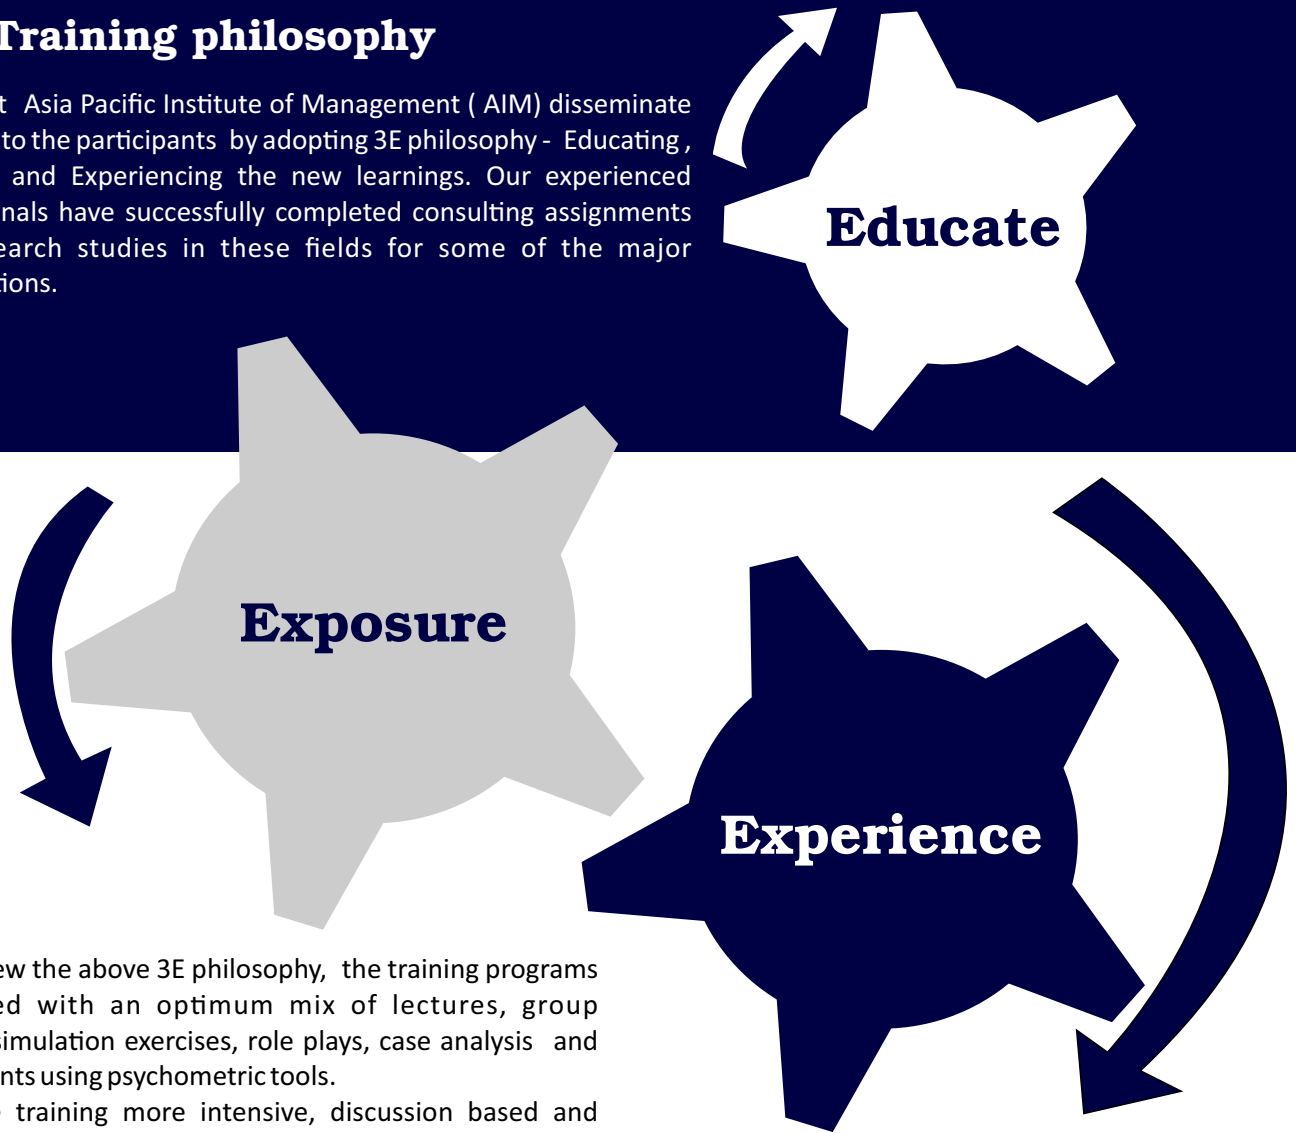 Training philosophy
t Asia Pacific Institute of Management ( AIM) disseminate
to the participants by adopting 3E philosophy - Educating ,
and Experiencing the new learnings. Our experienced
nals have successfully completed consulting assignments
earch studies in these fields for some of the major
tions.
Educate
Exposure
Experience
ew the above 3E philosophy, the training programs
ed with an optimum mix of lectures, group
simulation exercises, role plays, case analysis and
nts using psychometric tools.
training more intensive, discussion based and